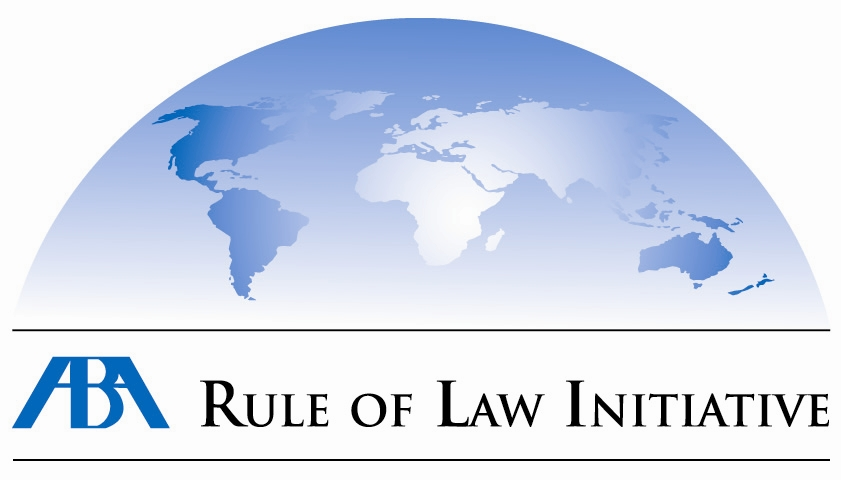 ABA RULE OF LAW INITIATIVE